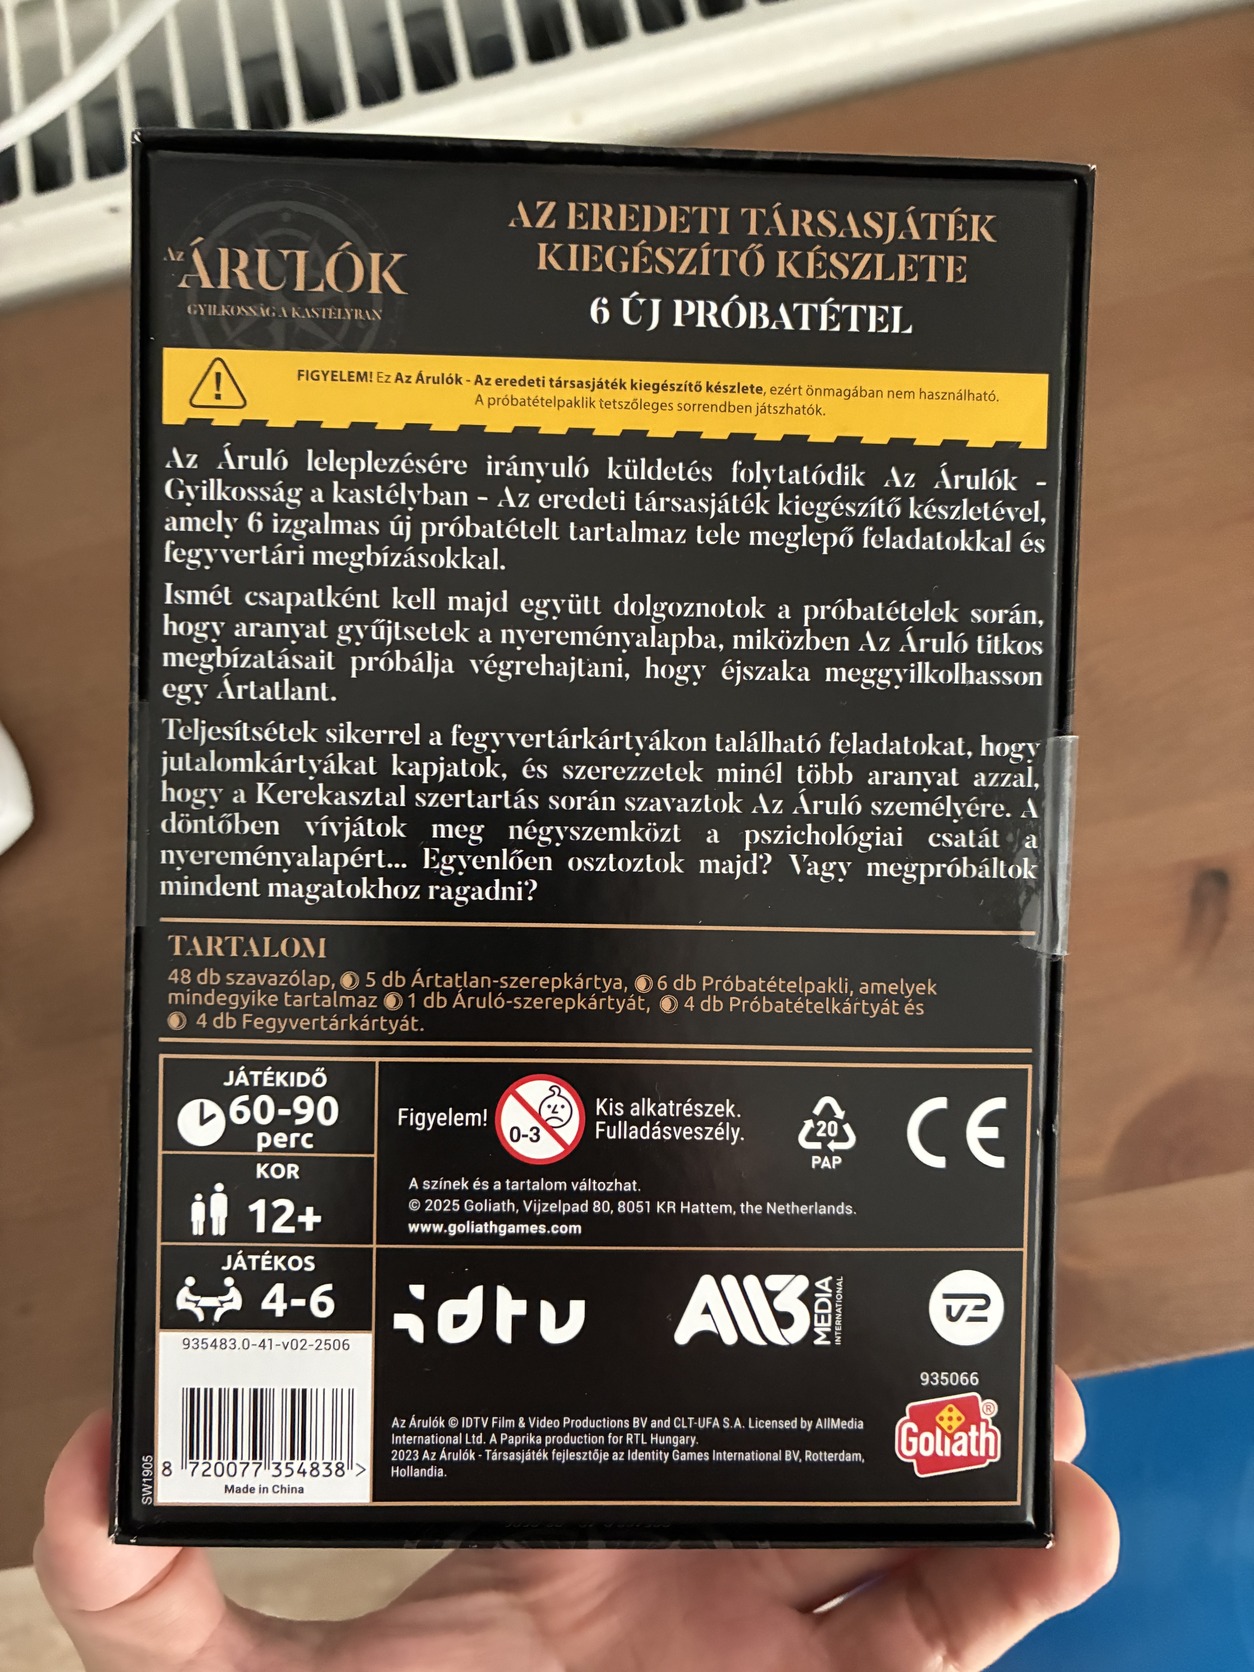 AZ ÁRULÓK
GYILKOSSÁG A KASTÉLYBAN
AZ EREDETI TÁRSASJÁTÉK
KIEGÉSZÍTŐ KÉSZLETE
6 ÚJ PRÓBATÉTEL
FIGYELEM! Ez Az Árulók - Az eredeti társasjáték kiegészítő készlete, ezért önmagában nem használható.
A próbatételpaklik tetszőleges sorrendben játszhatók.
Az Áruló leleplezésére irányuló küldetés folytatódik Az Árulók -
Gyilkosság a kastélyban - Az eredeti társasjáték kiegészítő készletével,
amely 6 izgalmas új próbatételt tartalmaz tele meglepő feladatokkal és
fegyvertári megbízásokkal.
Ismét csapatként kell majd együtt dolgoznotok a próbatételek során,
hogy aranyat gyűjtsetek a nyereményalapba, miközben Az Áruló titkos
megbízatásait próbálja végrehajtani, hogy éjszaka meggyilkolhasson
egy Ártatlant.
Teljesítsétek sikerrel a fegyvertárkártyákon található feladatokat, hogy
jutalomkártyákat kapjatok, és szerezzetek minél több aranyat azzal,
hogy a Kerekasztal szertartás során szavaztok Az Áruló személyére. A
döntőben vívjátok meg négyszemközt a pszichológiai csatát a
nyereményalapért... Egyenlően osztoztok majd? Vagy megpróbáltok
mindent magatokhoz ragadni?
TARTALOM
48 db szavazólap, 5 db Ártatlan-szerepkártya, 6 db Próbatételpakli, amelyek
mindegyike tartalmaz 1 db Áruló-szerepkártyát, 4 db Próbatételkártyát és
4 db Fegyvertárkártyát.
JÁTÉKIDŐ
60-90
perc
KOR
12+
JÁTÉKOS
4-6
Figyelem!
0-3
Kis alkatrészek.
Fulladásveszély.
20
PAP
CE
A színek és a tartalom változhat.
© 2025 Goliath, Vijzelpad 80, 8051 KR Hattem, the Netherlands.
www.goliathgames.com
idtv
All3
MEDIA
INTERNATIONAL
V2
935483.0-41-v02-2506
8 720077 354838 >
Made in China
SW1905
Az Árulók © IDTV Film & Video Productions BV and CLT-UFA S.A. Licensed by AllMedia
International Ltd. A Paprika production for RTL Hungary.
2023 Az Árulók - Társasjáték fejlesztője az Identity Games International BV, Rotterdam,
Hollandia.
935066
Goliath®